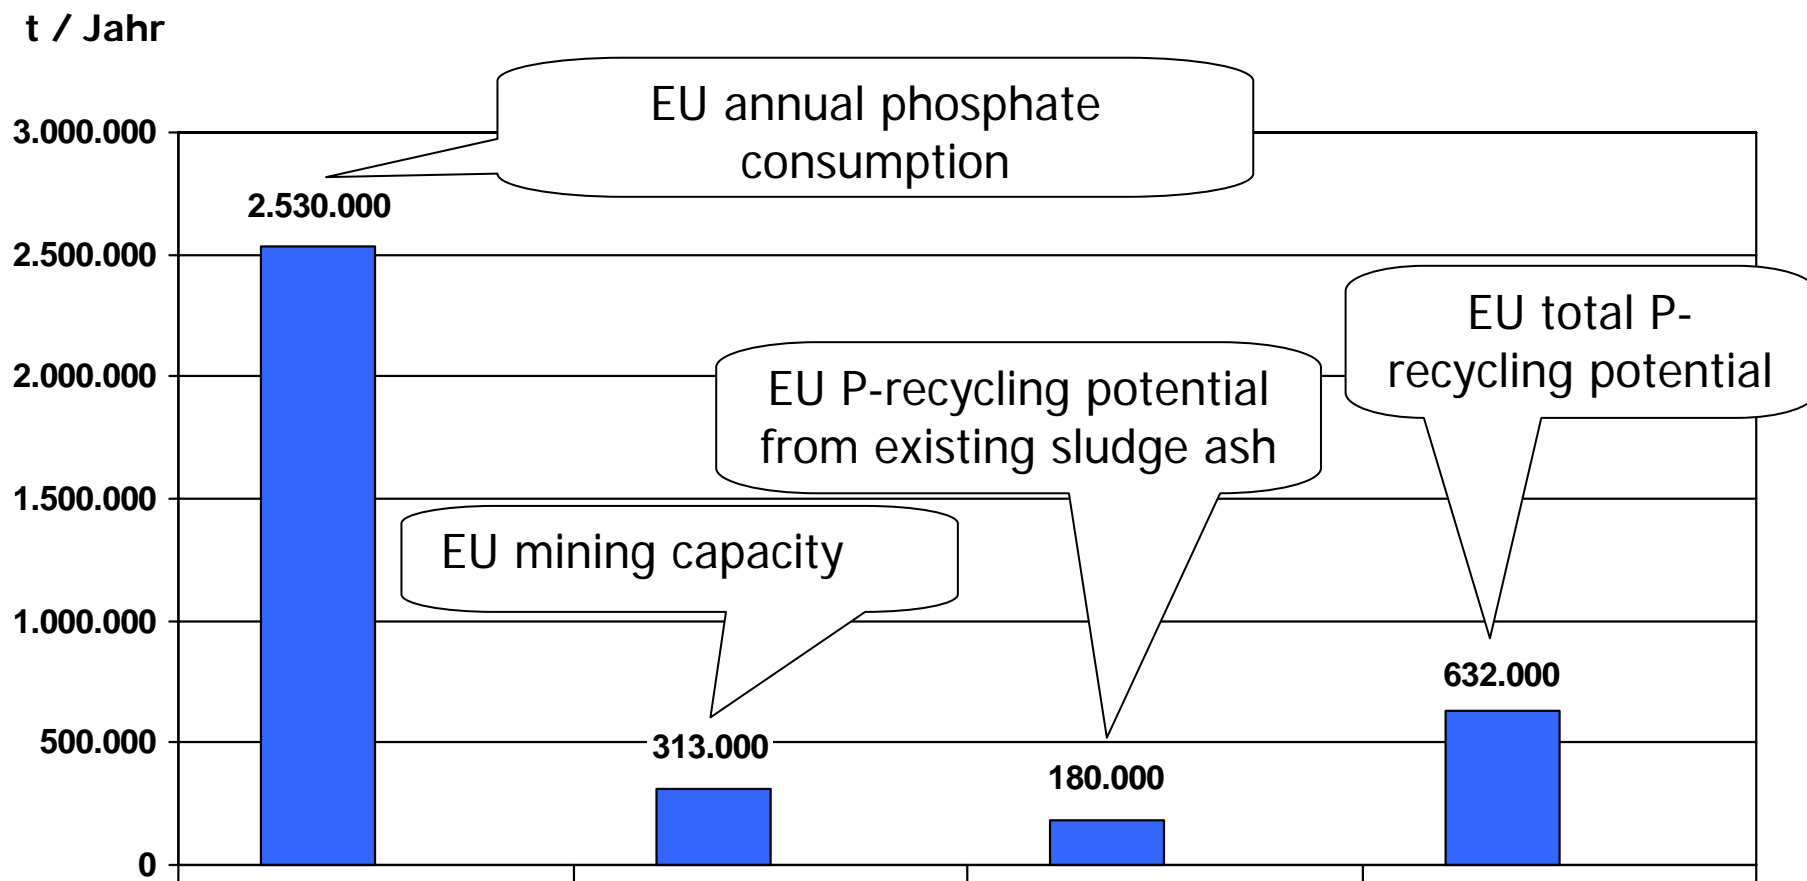 t / Jahr
EU annual phosphate
consumption
3.000.000
2.530.000
2.500.000
EU total P-
recycling potential
2.000.000
EU P-recycling potential
from existing sludge ash
1.500.000
EU mining capacity
1.000.000
632.000
500.000
313.000
180.000
0